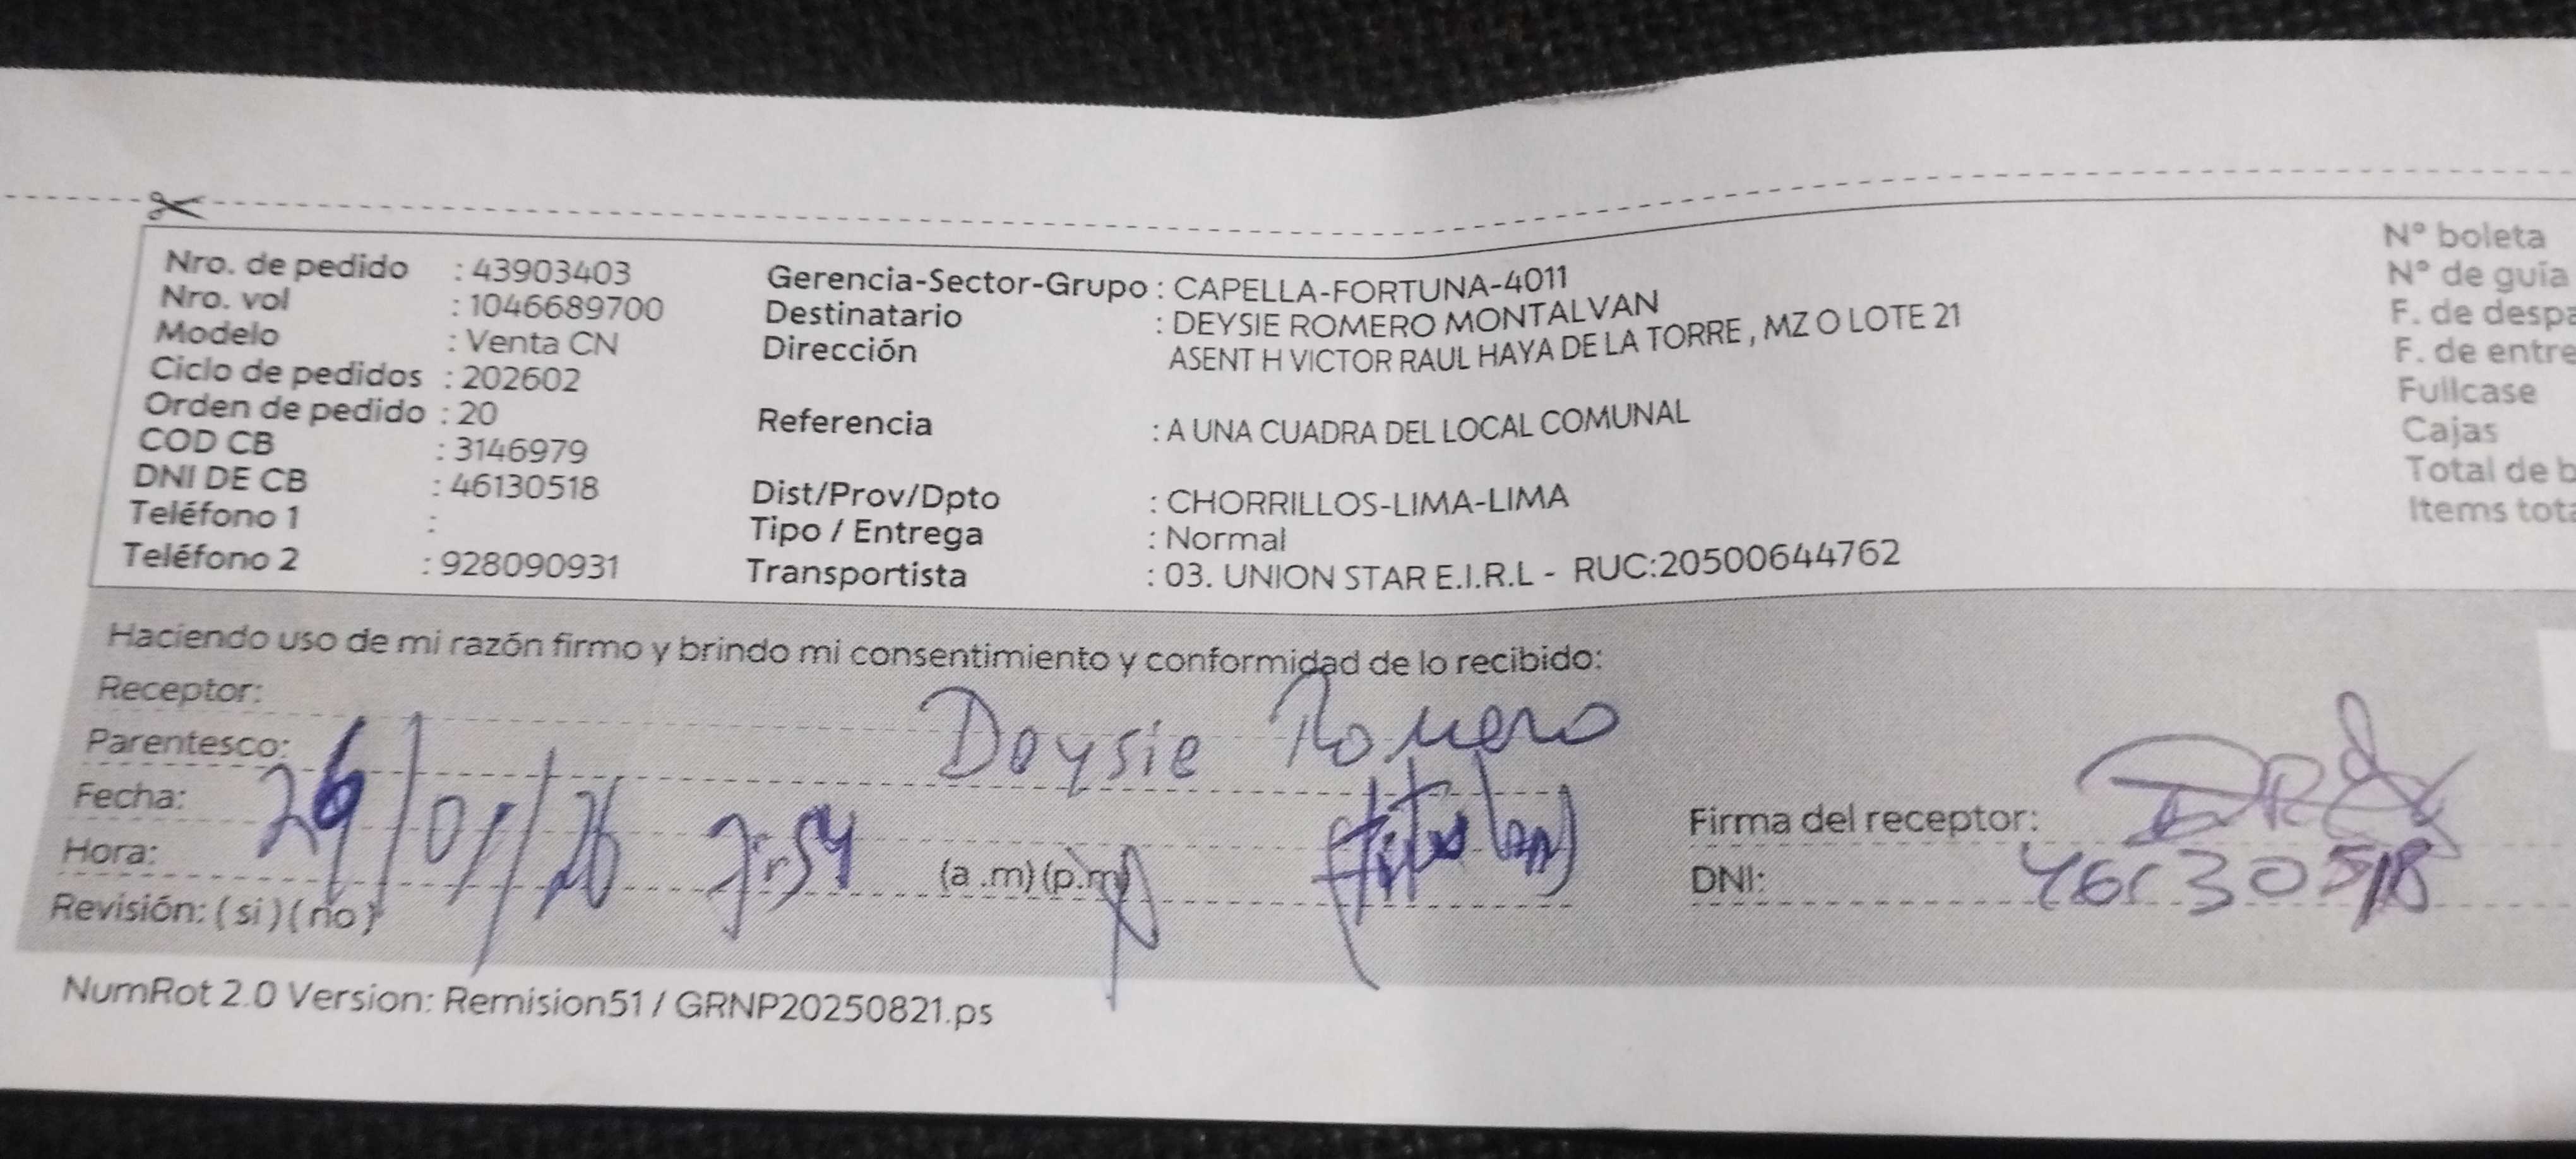 Nro. de pedido : 43903403
Nro. vol : 1046689700
Modelo : Venta CN
Ciclo de pedidos : 202602
Orden de pedido : 20
COD CB : 3146979
DNI DE CB : 46130518
Teléfono 1 :
Teléfono 2 : 928090931
Gerencia-Sector-Grupo : CAPELLA-FORTUNA-4011
Destinatario : DEYSIE ROMERO MONTALVAN
Dirección ASENT H VICTOR RAUL HAYA DE LA TORRE , MZ O LOTE 21
Referencia : A UNA CUADRA DEL LOCAL COMUNAL
Dist/Prov/Dpto : CHORRILLOS-LIMA-LIMA
Tipo / Entrega : Normal
Transportista : 03. UNION STAR E.I.R.L - RUC:20500644762
N° boleta
N° de guía
F. de
F. de
Fullcase
Cajas
Total de
Items
Haciendo uso de mi razón firmo y brindo mi consentimiento y conformidad de lo recibido:
Receptor: Deysie Romero
Parentesco:
Fecha: /01/26
Hora: (a .m) (p.m)
Revisión: ( si ) ( no )
Firma del receptor:
DNI: 46130518
NumRot 2.0 Version: Remision51 / GRNP20250821.ps